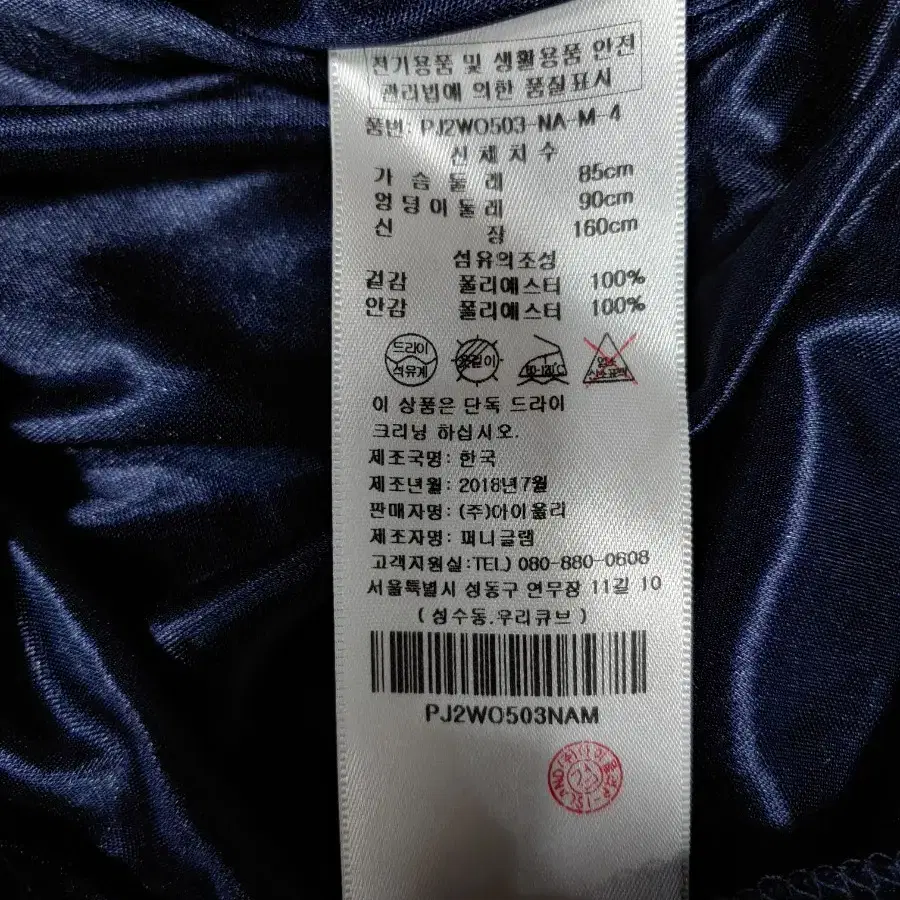 전기용품 및 생활용품 안전
관리법에 의한 품질표시
품번: PJ2WO503-NA-M-4
신체치수
가슴둘레 85cm
엉덩이둘레 90cm
신장 160cm
섬유의조성
겉감 폴리에스터 100%
안감 폴리에스터 100%
드라이
석유계
옷걸이
이 상품은 단독 드라이
크리닝 하십시오.
제조국명: 한국
제조년월: 2018년7월
판매자명: (주)아이올리
제조자명: 퍼니글램
고객지원실:TEL) 080-880-0608
서울특별시 성동구 연무장 11길 10
(성수동.우리큐브)
PJ2WO503NAM